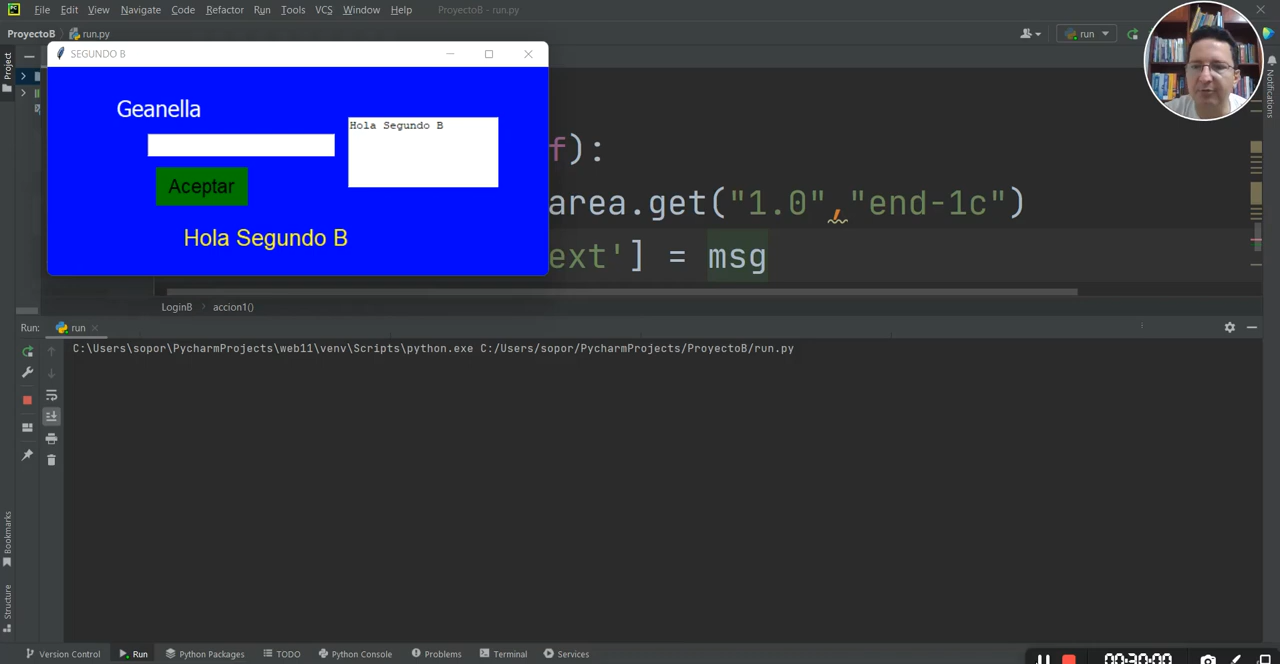 File Edit View Navigate Code Refactor Run Tools VCS Window Help ProyectoB - run.py
ProyectoB run.py
run
SEGUNDO B
Project
Notifications
Geanella
Hola Segundo B
Aceptar
Hola Segundo B
f):
area.get("1.0","end-1c")
ext'] = msg
LoginB accion1()
Run: run
C:\Users\sopor\PycharmProjects\web11\venv\Scripts\python.exe C:/Users/sopor/PycharmProjects/ProyectoB/run.py
Bookmarks
Structure
Version Control Run Python Packages TODO Python Console Problems Terminal Services
00:30:00